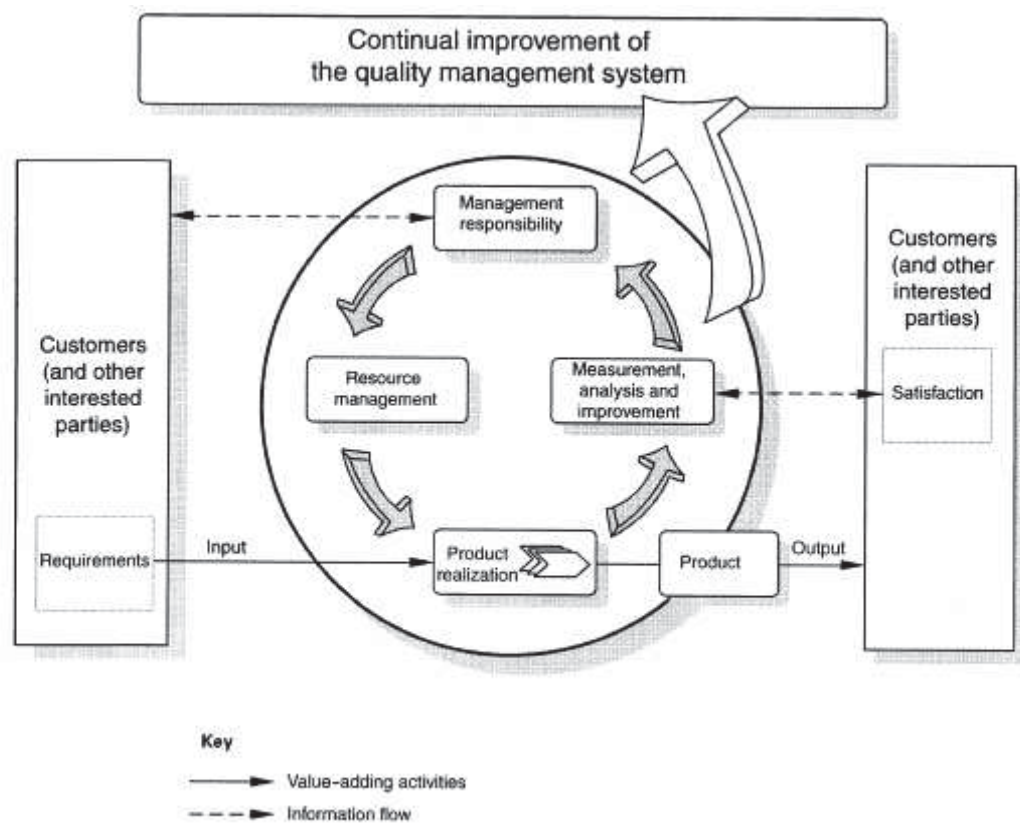 Continual improvement of
the quality management system
Management
responsibility
Customers
(and other
interested
parties)
Customers
(and other
interested
parties)
Resource
management
Measurement,
analysis and
improvement
Satisfaction
Requirements
Input
Product
realization
Product
Output
Key
Value-adding activities
Information flow